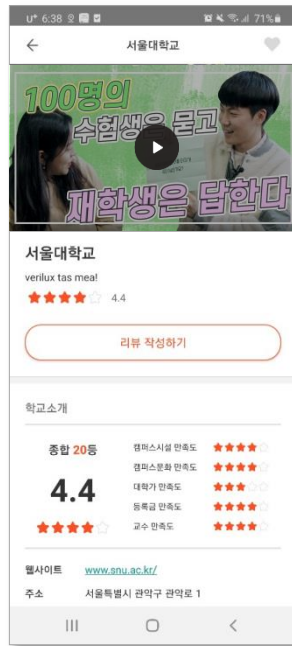 U+ 6:38
71%
서울대학교
100명의
수험생은 묻고
재학생은 답한다
서울대학교
verilux tas mea!
4.4
리뷰 작성하기
학교소개
종합 20등
4.4
캠퍼스시설 만족도
캠퍼스문화 만족도
대학가 만족도
등록금 만족도
교수 만족도
웹사이트 www.snu.ac.kr/
주소 서울특별시 관악구 관악로 1